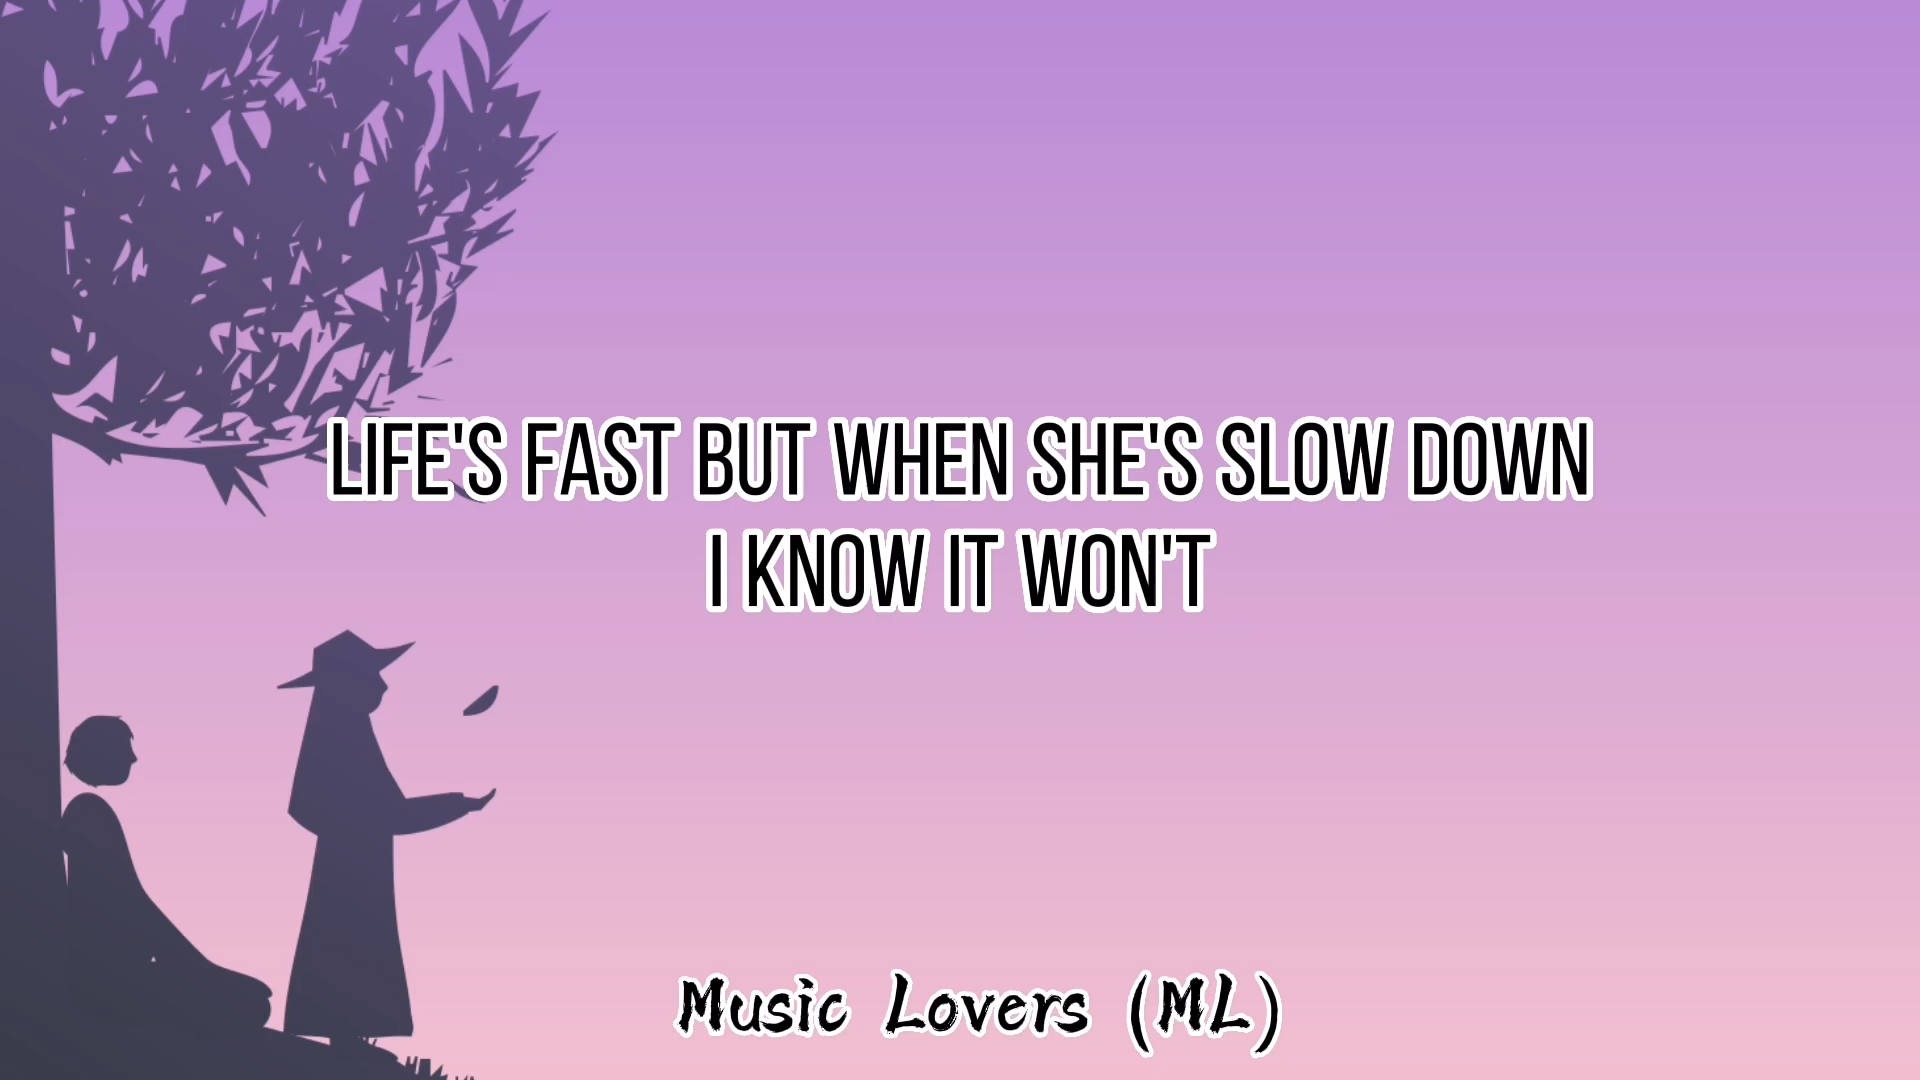 LIFE'S FAST BUT WHEN SHE'S SLOW DOWN
I KNOW IT WON'T
Music Lovers (ML)